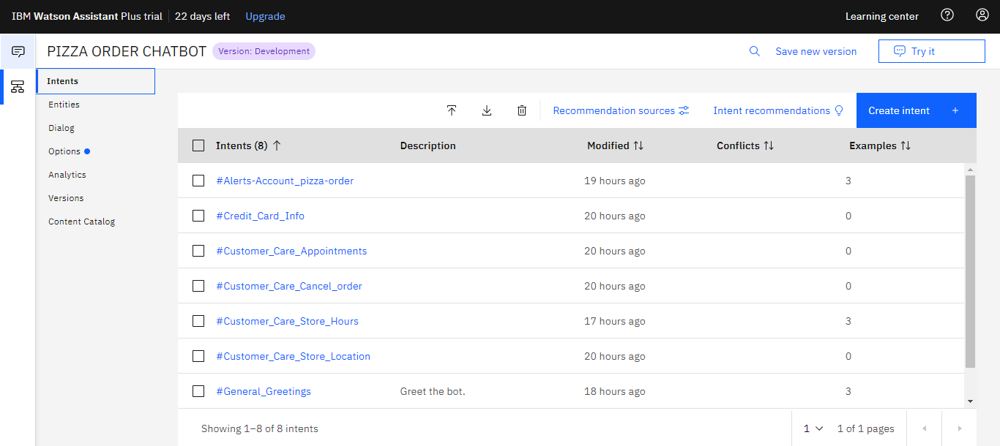 IBM Watson Assistant Plus trial 22 days left Upgrade Learning center
PIZZA ORDER CHATBOT Version: Development Save new version Try it
Intents
Entities
Dialog
Options
Analytics
Versions
Content Catalog
Recommendation sources Intent recommendations Create intent +
Intents (8) Description Modified Conflicts Examples
#Alerts-Account_pizza-order 19 hours ago 3
#Credit_Card_Info 20 hours ago 0
#Customer_Care_Appointments 20 hours ago 0
#Customer_Care_Cancel_order 20 hours ago 0
#Customer_Care_Store_Hours 17 hours ago 3
#Customer_Care_Store_Location 20 hours ago 0
#General_Greetings Greet the bot. 18 hours ago 3
Showing 1–8 of 8 intents 1 1 of 1 pages